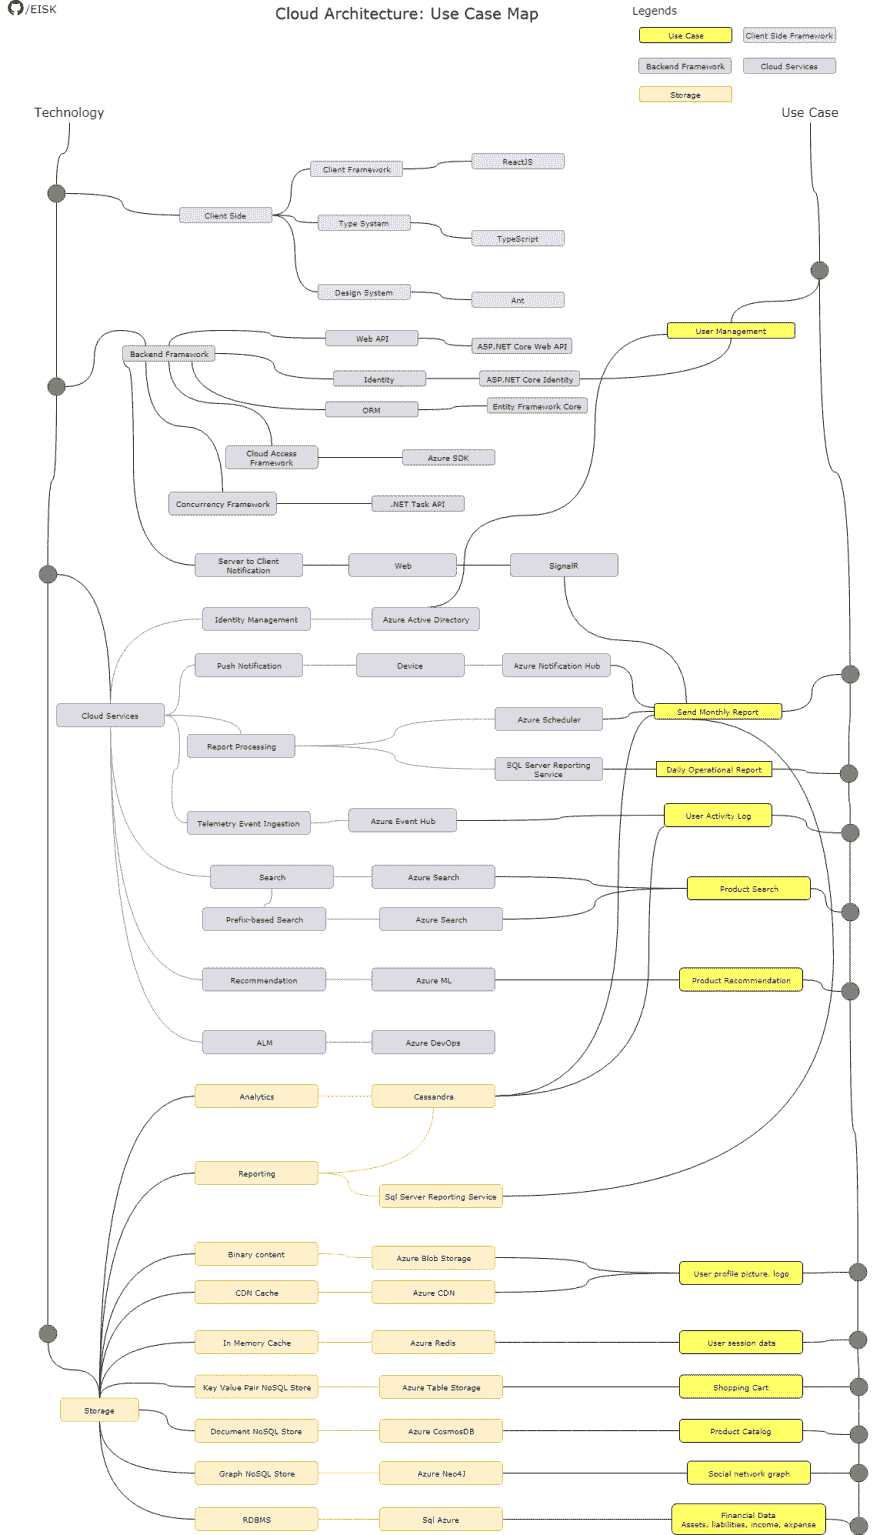 /EISK
Cloud Architecture: Use Case Map
Legends
Use Case
Client Side Framework
Backend Framework
Cloud Services
Storage
Technology
Use Case
Client Framework
ReactJS
Client Side
Type System
TypeScript
Design System
Ant
User Management
Web API
ASP.NET Core Web API
Backend Framework
Identity
ASP.NET Core Identity
ORM
Entity Framework Core
Cloud Access
Framework
Azure SDK
Concurrency Framework
.NET Task API
Server to Client
Notification
Web
SignalR
Identity Management
Azure Active Directory
Push Notification
Device
Azure Notification Hub
Cloud Services
Send Monthly Report
Azure Scheduler
Report Processing
SQL Server Reporting
Service
Daily Operational Report
Telemetry Event Ingestion
Azure Event Hub
User Activity Log
Search
Azure Search
Product Search
Prefix-based Search
Azure Search
Recommendation
Azure ML
Product Recommendation
ALM
Azure DevOps
Analytics
Cassandra
Reporting
Sql Server Reporting Service
Binary content
Azure Blob Storage
User profile picture, logo
CDN Cache
Azure CDN
In Memory Cache
Azure Redis
User session data
Key Value Pair NoSQL Store
Azure Table Storage
Shopping Cart
Storage
Document NoSQL Store
Azure CosmosDB
Product Catalog
Graph NoSQL Store
Azure Neo4J
Social network graph
RDBMS
Sql Azure
Financial Data
Assets, liabilities, income, expense